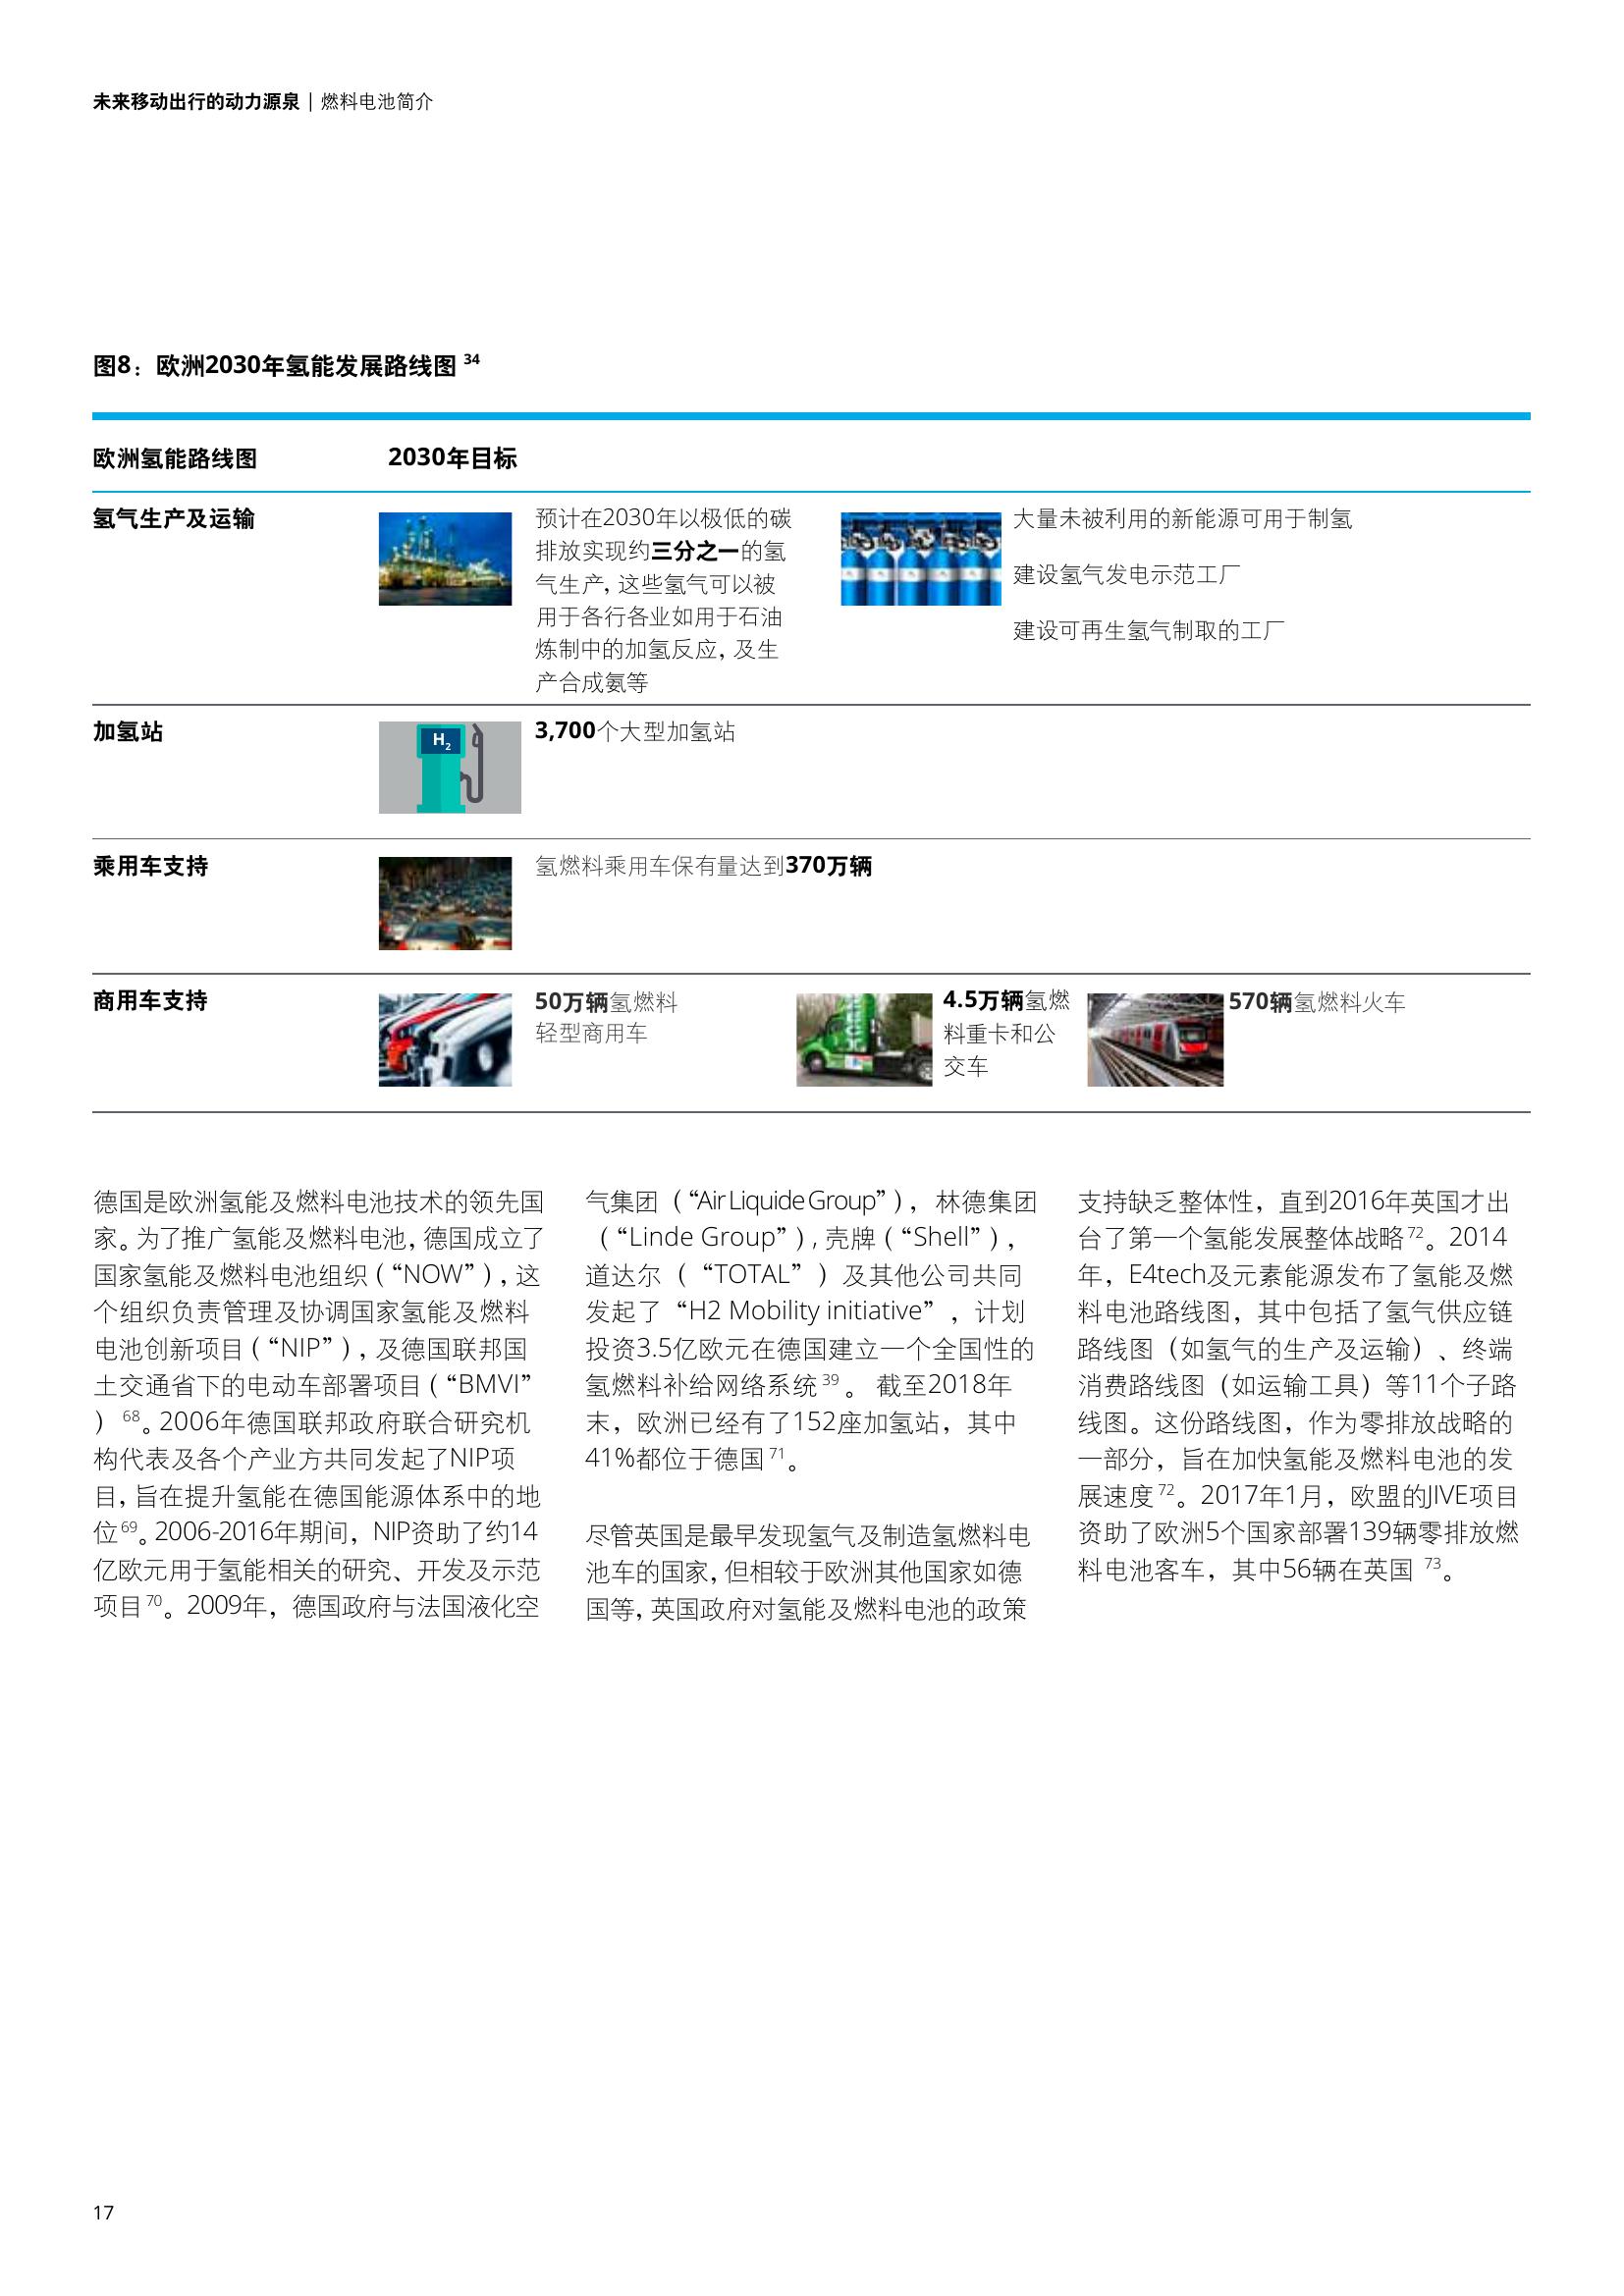 未来移动出行的动力源泉 | 燃料电池简介
图8：欧洲2030年氢能发展路线图 34
欧洲氢能路线图
2030年目标
氢气生产及运输
预计在2030年以极低的碳
排放实现约三分之一的氢
气生产，这些氢气可以被
用于各行各业如用于石油
炼制中的加氢反应，及生
产合成氨等
大量未被利用的新能源可用于制氢
建设氢气发电示范工厂
建设可再生氢气制取的工厂
加氢站
H2
3,700个大型加氢站
乘用车支持
氢燃料乘用车保有量达到370万辆
商用车支持
50万辆氢燃料
轻型商用车
4.5万辆氢燃
料重卡和公
交车
570辆氢燃料火车
德国是欧洲氢能及燃料电池技术的领先国
家。为了推广氢能及燃料电池，德国成立了
国家氢能及燃料电池组织（“NOW”），这
个组织负责管理及协调国家氢能及燃料
电池创新项目（“NIP”），及德国联邦国
土交通省下的电动车部署项目（“BMVI”
）68。2006年德国联邦政府联合研究机
构代表及各个产业方共同发起了NIP项
目，旨在提升氢能在德国能源体系中的地
位69。2006-2016年期间，NIP资助了约14
亿欧元用于氢能相关的研究、开发及示范
项目70。2009年，德国政府与法国液化空
气集团（“Air Liquide Group”），林德集团
（“Linde Group”），壳牌（“Shell”），
道达尔（“TOTAL”）及其他公司共同
发起了“H2 Mobility initiative”，计划
投资3.5亿欧元在德国建立一个全国性的
氢燃料补给网络系统39。截至2018年
末，欧洲已经有了152座加氢站，其中
41%都位于德国71。
尽管英国是最早发现氢气及制造氢燃料电
池车的国家，但相较于欧洲其他国家如德
国等，英国政府对氢能及燃料电池的政策
支持缺乏整体性，直到2016年英国才出
台了第一个氢能发展整体战略72。2014
年，E4tech及元素能源发布了氢能及燃
料电池路线图，其中包括了氢气供应链
路线图（如氢气的生产及运输）、终端
消费路线图（如运输工具）等11个子路
线图。这份路线图，作为零排放战略的
一部分，旨在加快氢能及燃料电池的发
展速度72。2017年1月，欧盟的JIVE项目
资助了欧洲5个国家部署139辆零排放燃
料电池客车，其中56辆在英国 73。
17